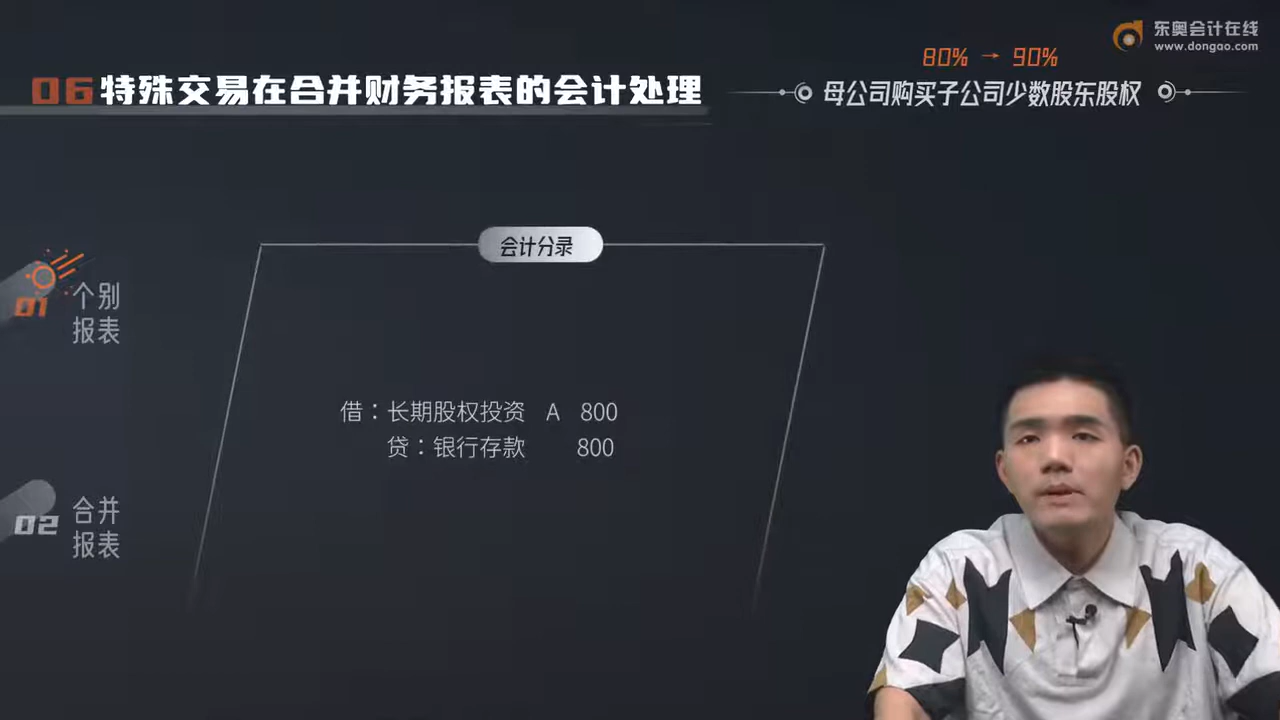 东奥会计在线
www.dongao.com
80% → 90%
06 特殊交易在合并财务报表的会计处理
母公司购买子公司少数股东股权
会计分录
01 个别
报表
借：长期股权投资 A 800
贷：银行存款 800
02 合并
报表